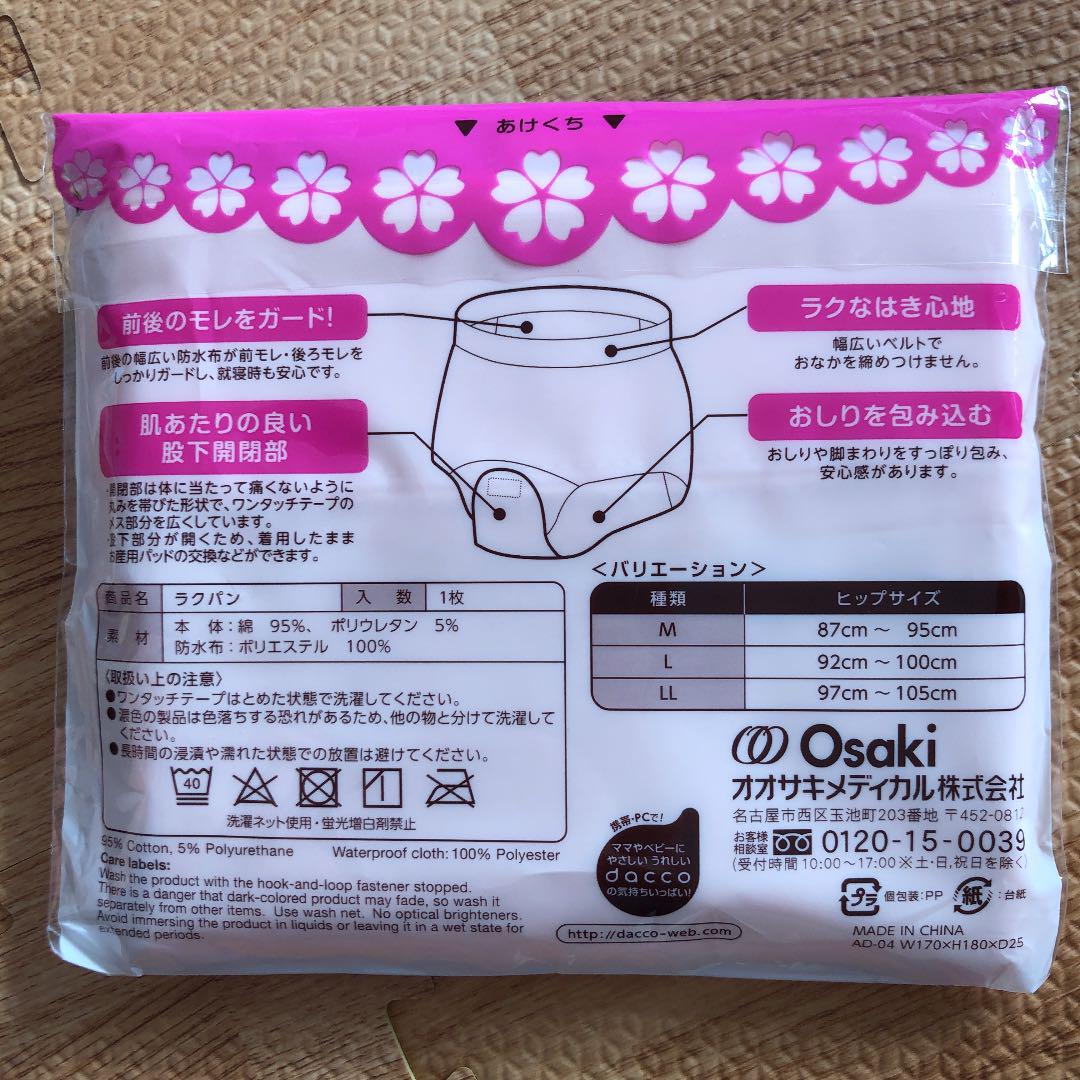 ▼ あけくち ▼
前後のモレをガード!
前後の幅広い防水布が前モレ・後ろモレを
しっかりガードし、就寝時も安心です。
肌あたりの良い
股下開閉部
・開閉部は体に当たって痛くないように
丸みを帯びた形状で、ワンタッチテープの
メス部分を広くしています。
・股下部分が開くため、着用したまま
お産用パッドの交換などができます。
ラクなはき心地
幅広いベルトで
おなかを締めつけません。
おしりを包み込む
おしりや脚まわりをすっぽり包み、
安心感があります。
商品名 ラクパン 入数 1枚
素材 本体:綿 95%、 ポリウレタン 5%
防水布:ポリエステル 100%
〈取扱い上の注意〉
●ワンタッチテープはとめた状態で洗濯してください。
●濃色の製品は色落ちする恐れがあるため、他の物と分けて洗濯して
ください。
●長時間の浸漬や濡れた状態での放置は避けてください。
40
洗濯ネット使用・蛍光増白剤禁止
95% Cotton, 5% Polyurethane Waterproof cloth: 100% Polyester
Care labels:
Wash the product with the hook-and-loop fastener stopped.
There is a danger that dark-colored product may fade, so wash it
separately from other items. Use wash net. No optical brighteners.
Avoid immersing the product in liquids or leaving it in a wet state for
extended periods.
<バリエーション>
種類 ヒップサイズ
M 87cm ～ 95cm
L 92cm ～ 100cm
LL 97cm ～ 105cm
Osaki
オオサキメディカル株式会社
名古屋市西区玉池町203番地 〒452-0812
お客様
相談室 0120-15-0039
(受付時間 10:00～17:00 ※土・日,祝日を除く)
携帯・PCで!
ママやベビーに
やさしい うれしい
dacco
の気持ちいっぱい!
http://dacco-web.com
プラ 個包装:PP 紙 :台紙
MADE IN CHINA
AD-04 W170×H180×D25